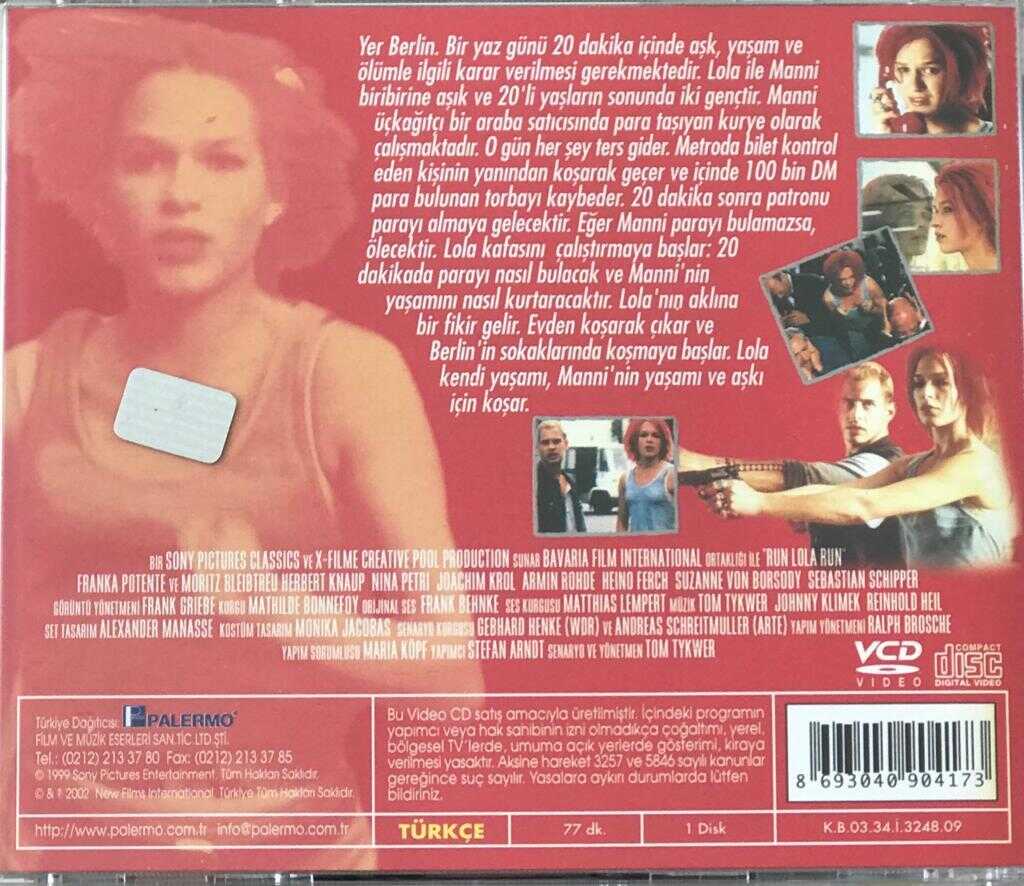 Yer Berlin. Bir yaz günü 20 dakika içinde aşk, yaşam ve
ölümle ilgili karar verilmesi gerekmektedir. Lola ile Manni
biribirine aşık ve 20'li yaşların sonunda iki gençtir. Manni
üçkağıtçı bir araba satıcısında para taşıyan kurye olarak
çalışmaktadır. O gün her şey ters gider. Metroda bilet kontrol
eden kişinin yanından koşarak geçer ve içinde 100 bin DM
para bulunan torbayı kaybeder. 20 dakika sonra patronu
parayı almaya gelecektir. Eğer Manni parayı bulamazsa,
ölecektir. Lola kafasını çalıştırmaya başlar: 20
dakikada parayı nasıl bulacak ve Manni'nin
yaşamını nasıl kurtaracaktır. Lola'nın aklına
bir fikir gelir. Evden koşarak çıkar ve
Berlin'in sokaklarında koşmaya başlar. Lola
kendi yaşamı, Manni'nin yaşamı ve aşkı
için koşar.
BİR SONY PICTURES CLASSICS VE X-FILME CREATIVE POOL PRODUCTION SUNAR BAVARIA FILM INTERNATIONAL ORTAKLIĞI İLE "RUN LOLA RUN"
FRANKA POTENTE VE MORITZ BLEIBTREU HERBERT KNAUP NINA PETRI JOACHIM KROL ARMIN ROHDE HEINO FERCH SUZANNE VON BORSODY SEBASTIAN SCHIPPER
GÖRÜNTÜ YÖNETMENİ FRANK GRIEBE KURGU MATHILDE BONNEFOY ORİJİNAL SES FRANK BEHNKE SES KURGUSU MATTHIAS LEMPERT MÜZİK TOM TYKWER JOHNNY KLIMEK REINHOLD HEIL
SET TASARIM ALEXANDER MANASSE KOSTÜM TASARIM MONIKA JACOBAS SENARYO KURGUSU GEBHARD HENKE (WDR) VE ANDREAS SCHREITMULLER (ARTE) YAPIM YÖNETMENİ RALPH BROSCHE
YAPIM SORUMLUSU MARIA KÖPF YAPIMCI STEFAN ARNDT SENARYO VE YÖNETMEN TOM TYKWER
VCD
VIDEO
COMPACT
disc
DIGITAL VIDEO
Türkiye Dağıtıcısı: PALERMO
FİLM VE MÜZİK ESERLERİ SAN.TİC.LTD ŞTİ.
Tel.: (0212) 213 37 80 Fax: (0212) 213 37 85
© 1999 Sony Pictures Entertainment. Tüm Hakları Saklıdır.
© & † 2002 New Films International. Türkiye Tüm Hakları Saklıdır.
http://www.palermo.com.tr info@palermo.com.tr
Bu Video CD satış amacıyla üretilmiştir. İçindeki programın
yapımcı veya hak sahibinin izni olmadıkça çoğaltımı, yerel,
bölgesel TV'lerde, umuma açık yerlerde gösterimi, kiraya
verilmesi yasaktır. Aksine hareket 3257 ve 5846 sayılı kanunlar
gereğince suç sayılır. Yasalara aykırı durumlarda lütfen
bildiriniz.
TÜRKÇE
77 dk.
1 Disk
8 693040 904173
K.B.03.34.İ.3248.09